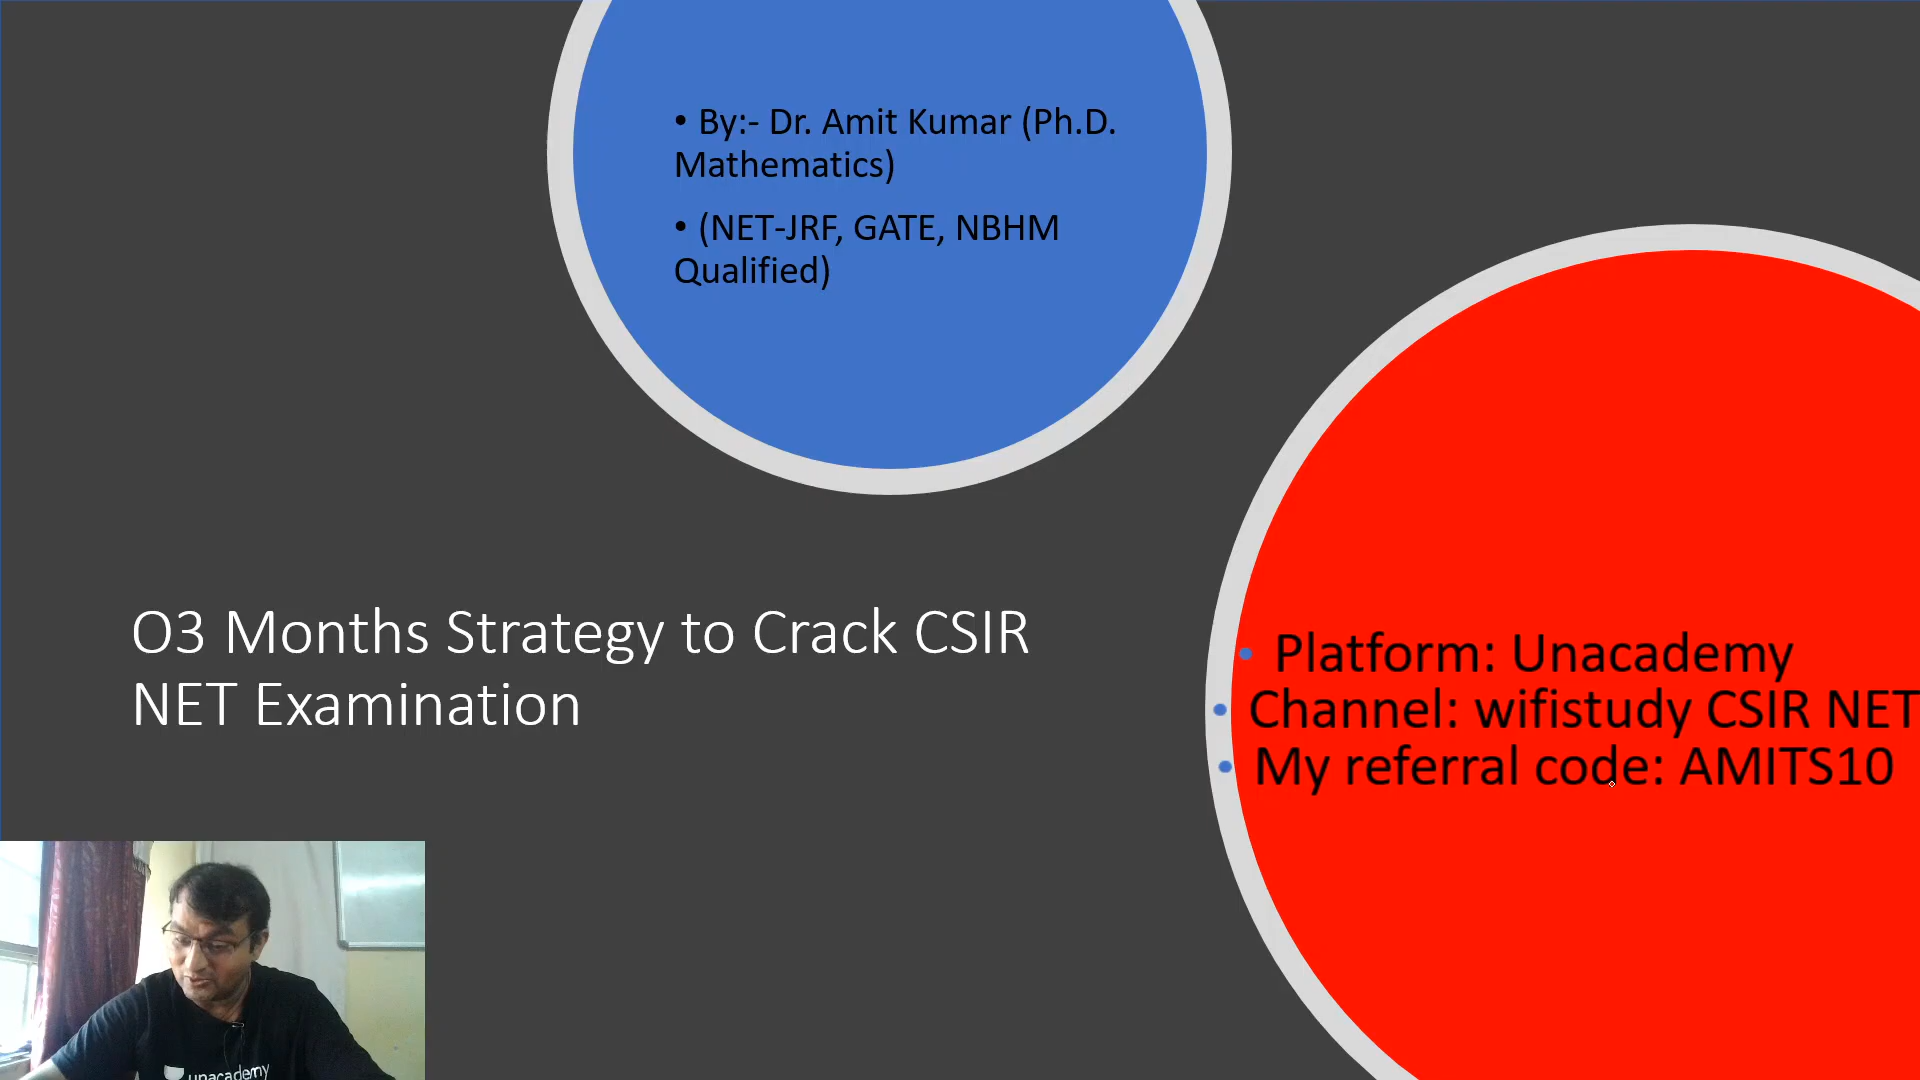 • By:- Dr. Amit Kumar (Ph.D.
Mathematics)
• (NET-JRF, GATE, NBHM
Qualified)
O3 Months Strategy to Crack CSIR
NET Examination
• Platform: Unacademy
• Channel: wifistudy CSIR NET
• My referral code: AMITS10
unacademy